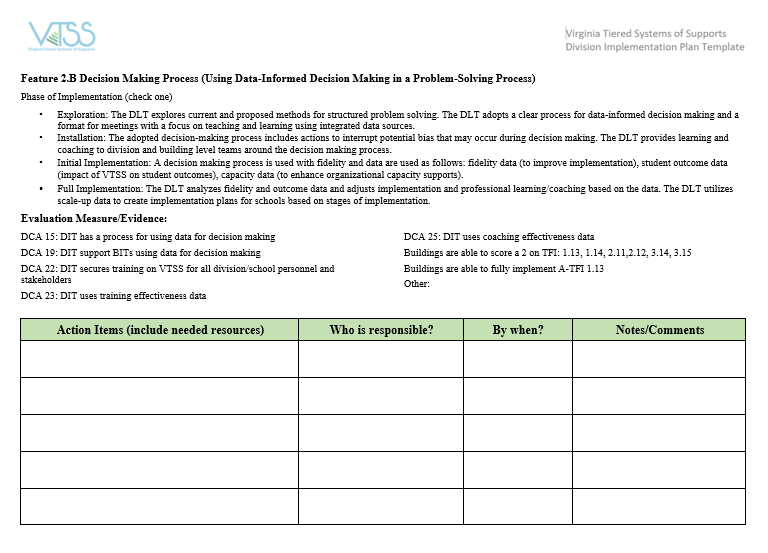 VTSS
Virginia Tiered Systems of Supports
Virginia Tiered Systems of Supports
Division Implementation Plan Template
Feature 2.B Decision Making Process (Using Data-Informed Decision Making in a Problem-Solving Process)
Phase of Implementation (check one)
• Exploration: The DLT explores current and proposed methods for structured problem solving. The DLT adopts a clear process for data-informed decision making and a
format for meetings with a focus on teaching and learning using integrated data sources.
• Installation: The adopted decision-making process includes actions to interrupt potential bias that may occur during decision making. The DLT provides learning and
coaching to division and building level teams around the decision making process.
• Initial Implementation: A decision making process is used with fidelity and data are used as follows: fidelity data (to improve implementation), student outcome data
(impact of VTSS on student outcomes), capacity data (to enhance organizational capacity supports).
• Full Implementation: The DLT analyzes fidelity and outcome data and adjusts implementation and professional learning/coaching based on the data. The DLT utilizes
scale-up data to create implementation plans for schools based on stages of implementation.
Evaluation Measure/Evidence:
DCA 15: DIT has a process for using data for decision making
DCA 19: DIT support BITs using data for decision making
DCA 22: DIT secures training on VTSS for all division/school personnel and
stakeholders
DCA 23: DIT uses training effectiveness data
DCA 25: DIT uses coaching effectiveness data
Buildings are able to score a 2 on TFI: 1.13, 1.14, 2.11,2.12, 3.14, 3.15
Buildings are able to fully implement A-TFI 1.13
Other:
Action Items (include needed resources)
Who is responsible?
By when?
Notes/Comments